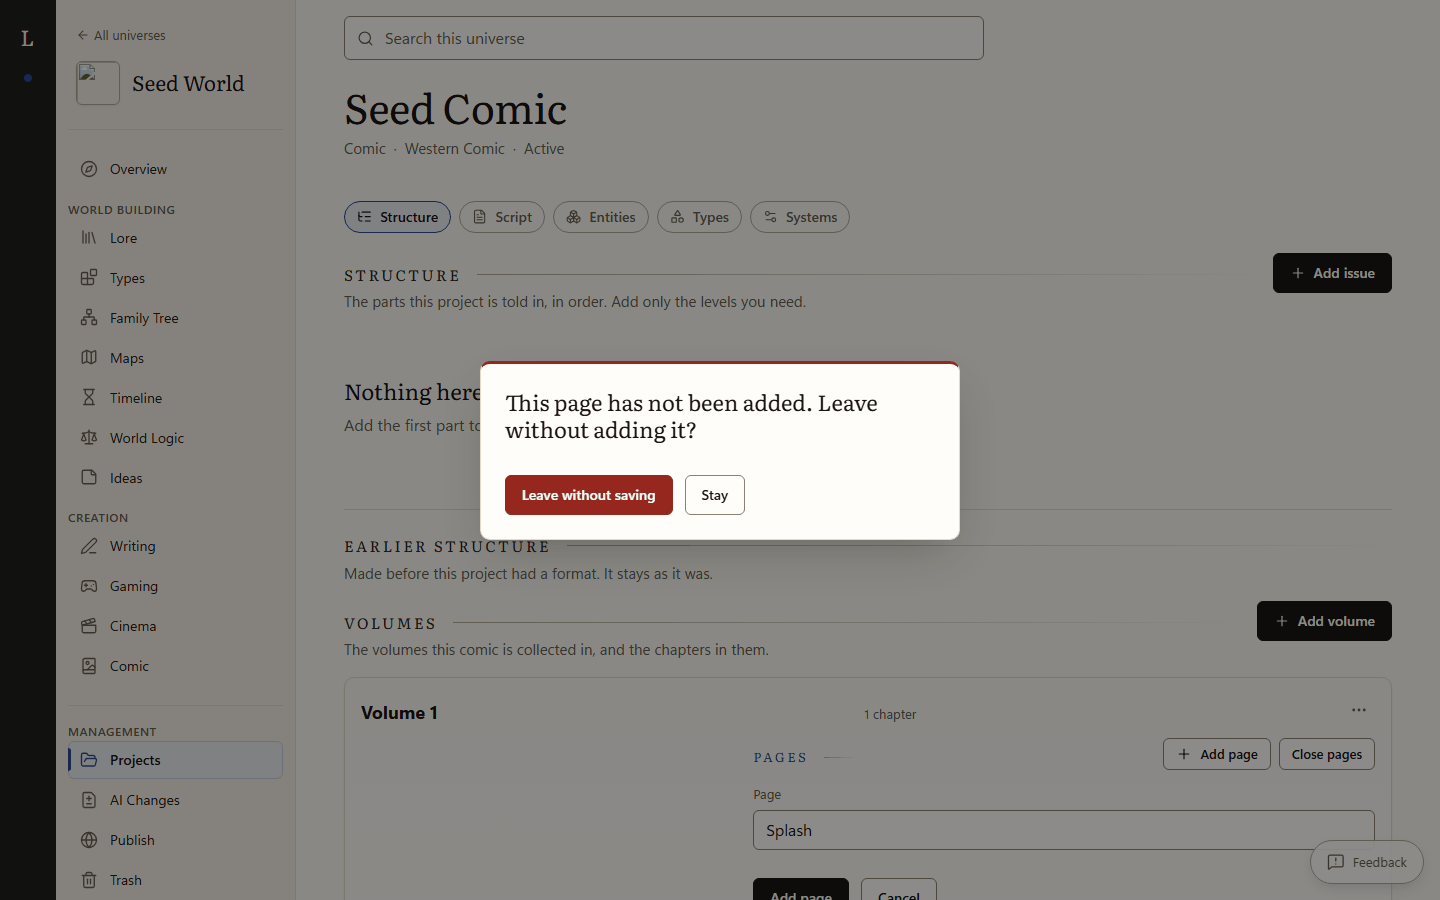 L
All universes
Seed World
Overview
WORLD BUILDING
Lore
Types
Family Tree
Maps
Timeline
World Logic
Ideas
CREATION
Writing
Gaming
Cinema
Comic
MANAGEMENT
Projects
AI Changes
Publish
Trash
Search this universe
Seed Comic
Comic · Western Comic · Active
Structure
Script
Entities
Types
Systems
STRUCTURE
Add issue
The parts this project is told in, in order. Add only the levels you need.
Nothing here
Add the first part to
This page has not been added. Leave
without adding it?
Leave without saving
Stay
EARLIER STRUCTURE
Made before this project had a format. It stays as it was.
VOLUMES
Add volume
The volumes this comic is collected in, and the chapters in them.
Volume 1
1 chapter
PAGES
Add page
Close pages
Page
Splash
Add page
Cancel
Feedback